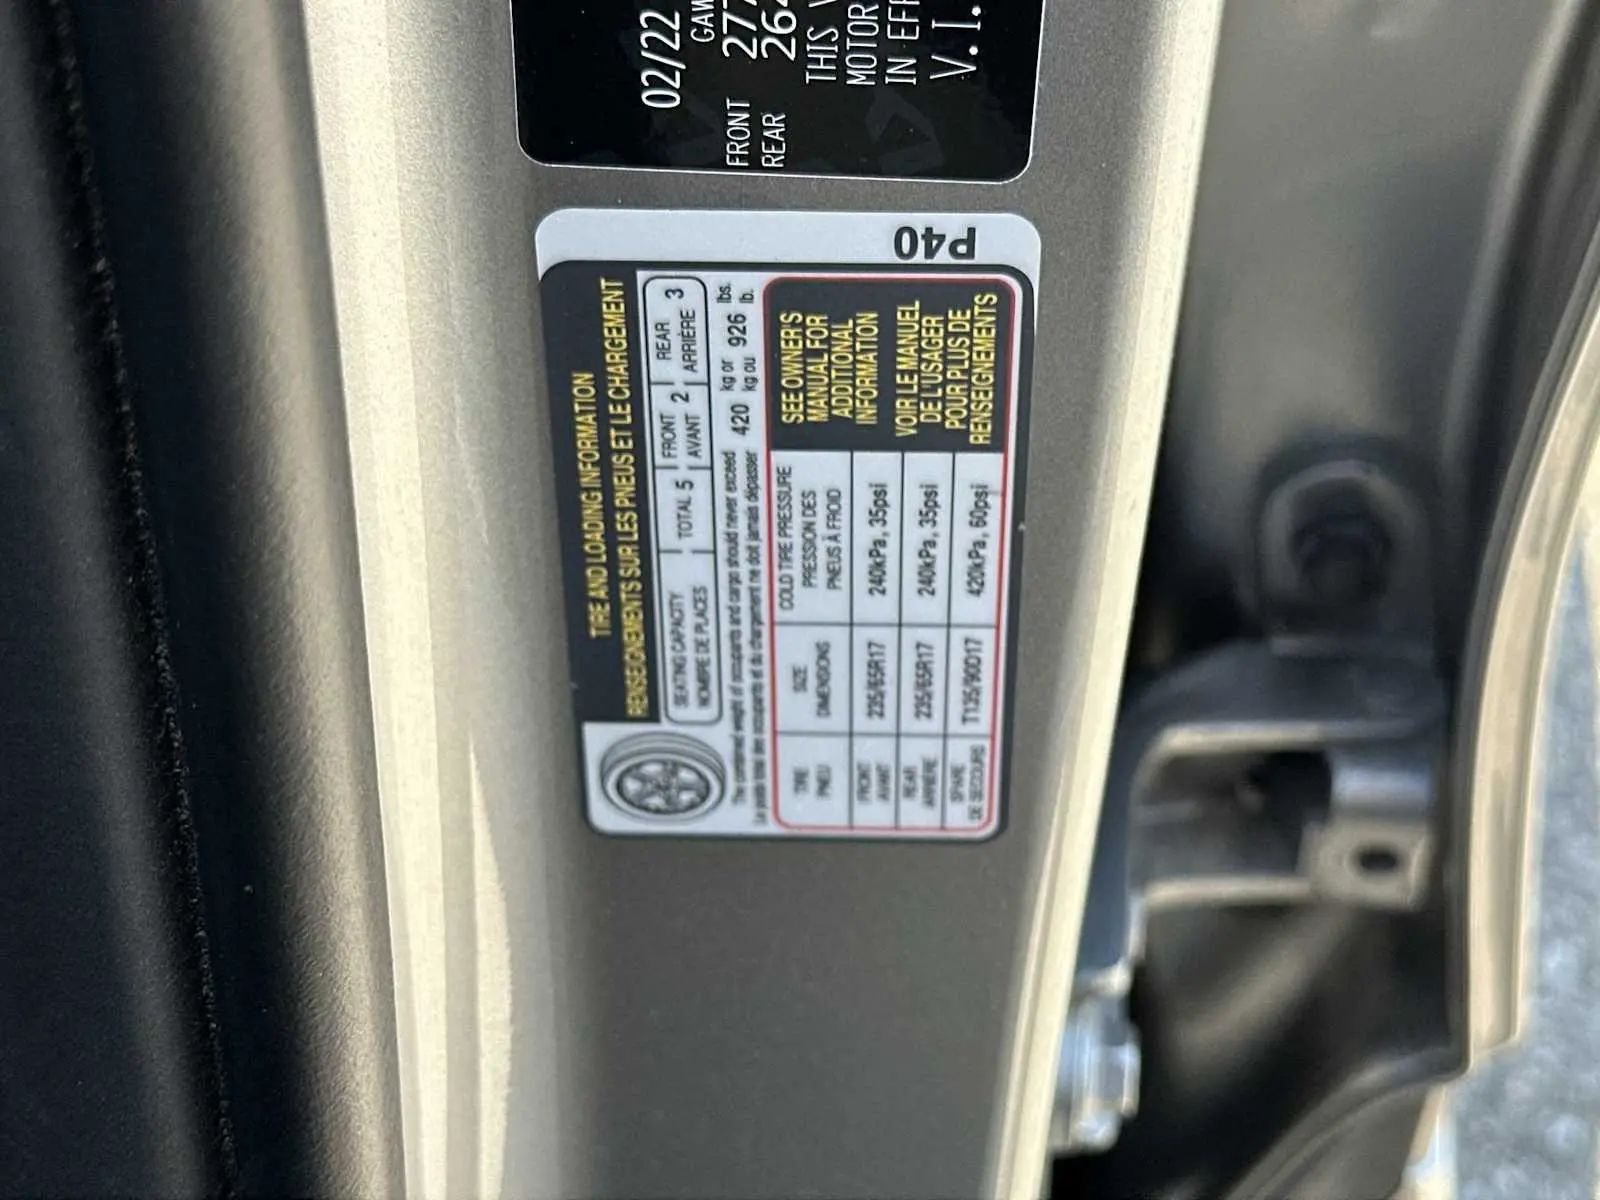 02/22
GAW
FRONT 277
REAR 264
THIS V
MOTOR
IN EFF
V.I.
P40
TIRE AND LOADING INFORMATION
RENSEIGNEMENTS SUR LES PNEUS ET LE CHARGEMENT
SEATING CAPACITY
NOMBRE DE PLACES
TOTAL 5
FRONT
AVANT 2
REAR
ARRIÈRE 3
The combined weight of occupants and cargo should never exceed 420 kg or 926 lbs.
Le poids total des occupants et du chargement ne doit jamais dépasser 420 kg ou 926 lb.
TIRE
PNEU
SIZE
DIMENSIONS
COLD TIRE PRESSURE
PRESSION DES
PNEUS À FROID
FRONT
AVANT
235/65R17
240kPa, 35psi
REAR
ARRIÈRE
235/65R17
240kPa, 35psi
SPARE
DE SECOURS
T135/90D17
420kPa, 60psi
SEE OWNER'S
MANUAL FOR
ADDITIONAL
INFORMATION
VOIR LE MANUEL
DE L'USAGER
POUR PLUS DE
RENSEIGNEMENTS